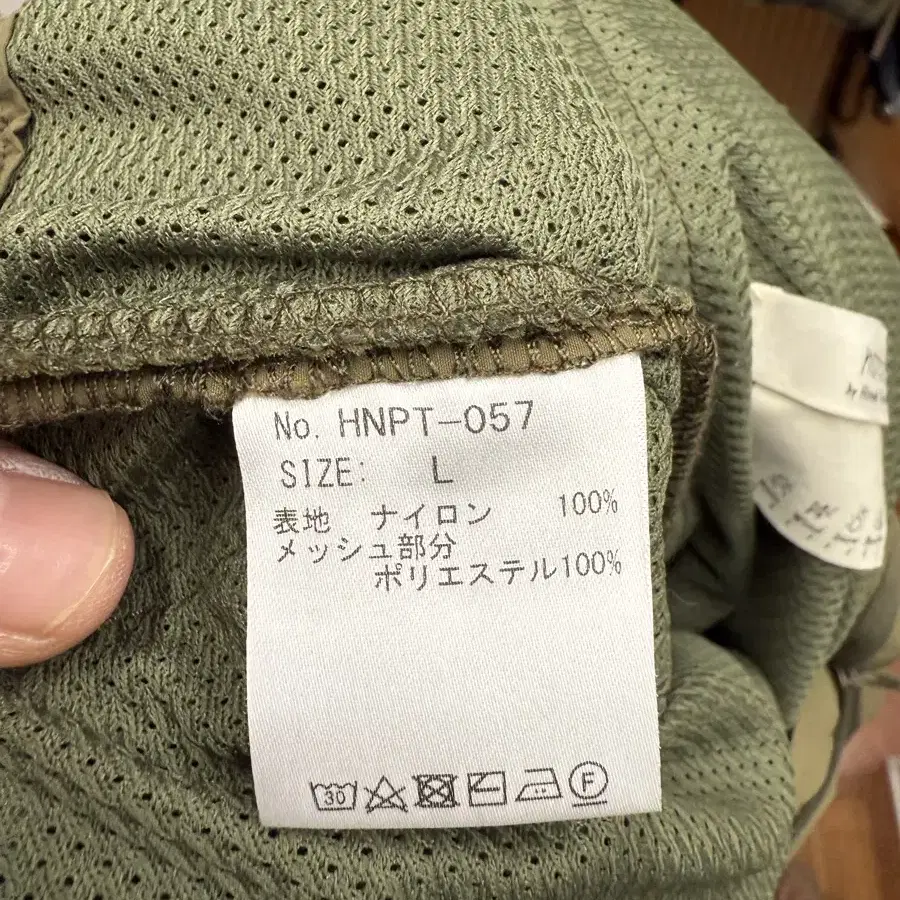 No. HNPT-057
SIZE: L
表地 ナイロン 100%
メッシュ部分
ポリエステル100%
30
F
by